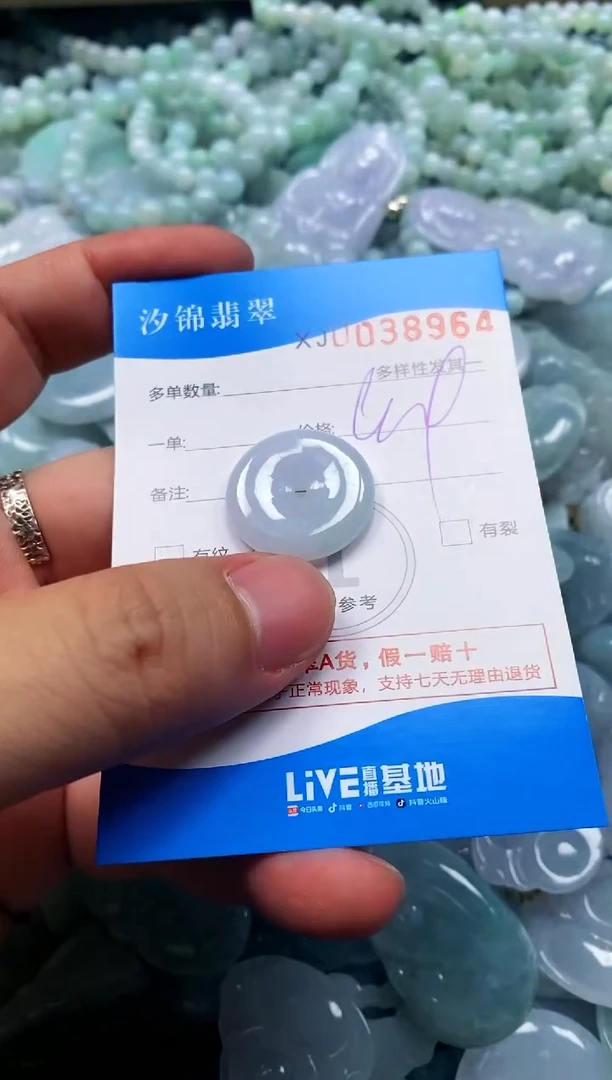 汐锦翡翠
XJ0038964
多样性发真
多单数量:
价格:
一单:
备注:
有纹
有裂
参考
A货，假一赔十
正常现象，支持七天无理由退货
LiVE直播基地
今日头条 抖音 西瓜视频 抖音火山版